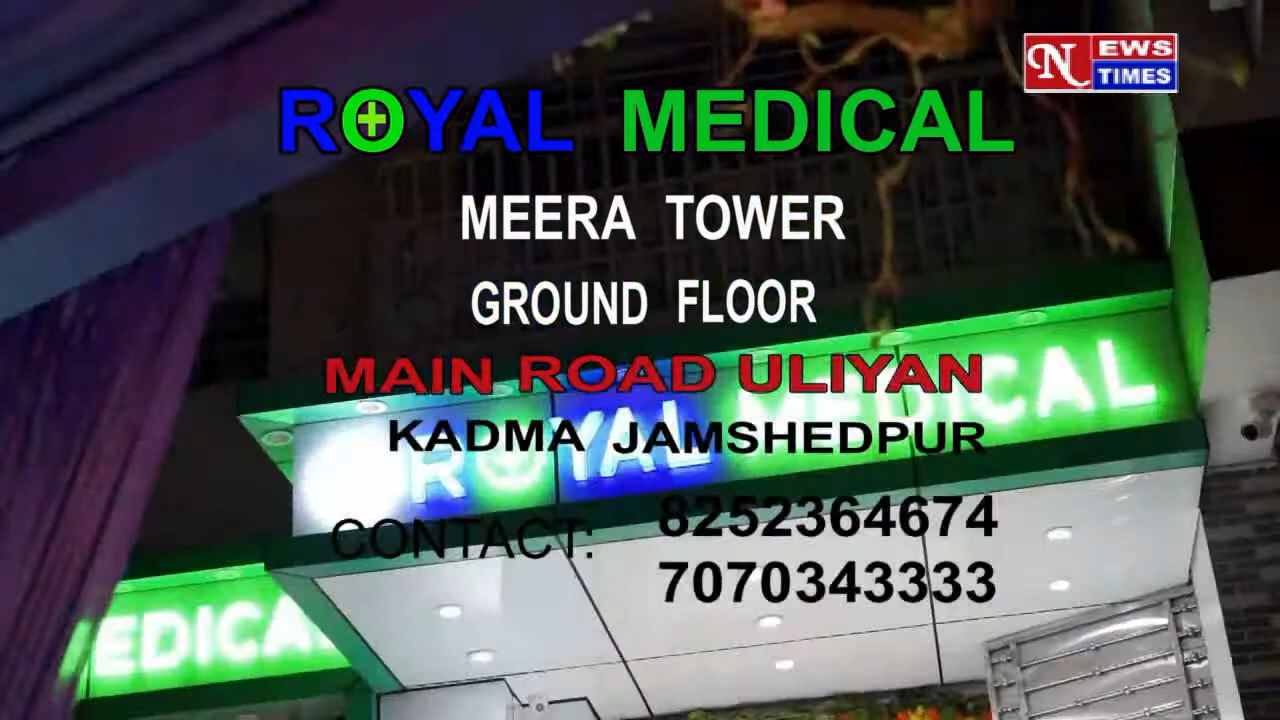 NEWS
TIMES
ROYAL MEDICAL
MEERA TOWER
GROUND FLOOR
MAIN ROAD ULIYAN
KADMA JAMSHEDPUR
CONTACT: 8252364674
7070343333
ROYAL MEDICAL
MEDICAL